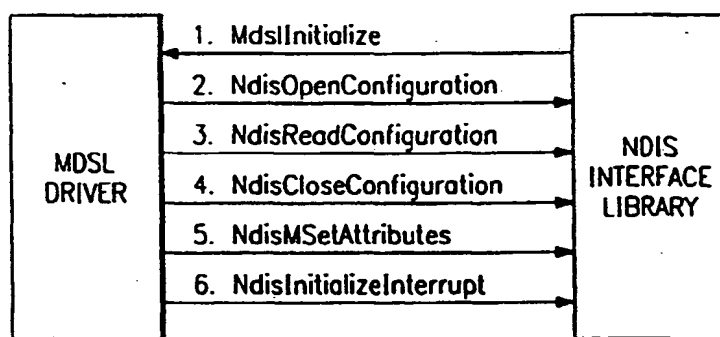 1. MdslInitialize
2. NdisOpenConfiguration
3. NdisReadConfiguration
4. NdisCloseConfiguration
5. NdisMSetAttributes
6. NdisInitializeInterrupt
MDSL
DRIVER
NDIS
INTERFACE
LIBRARY